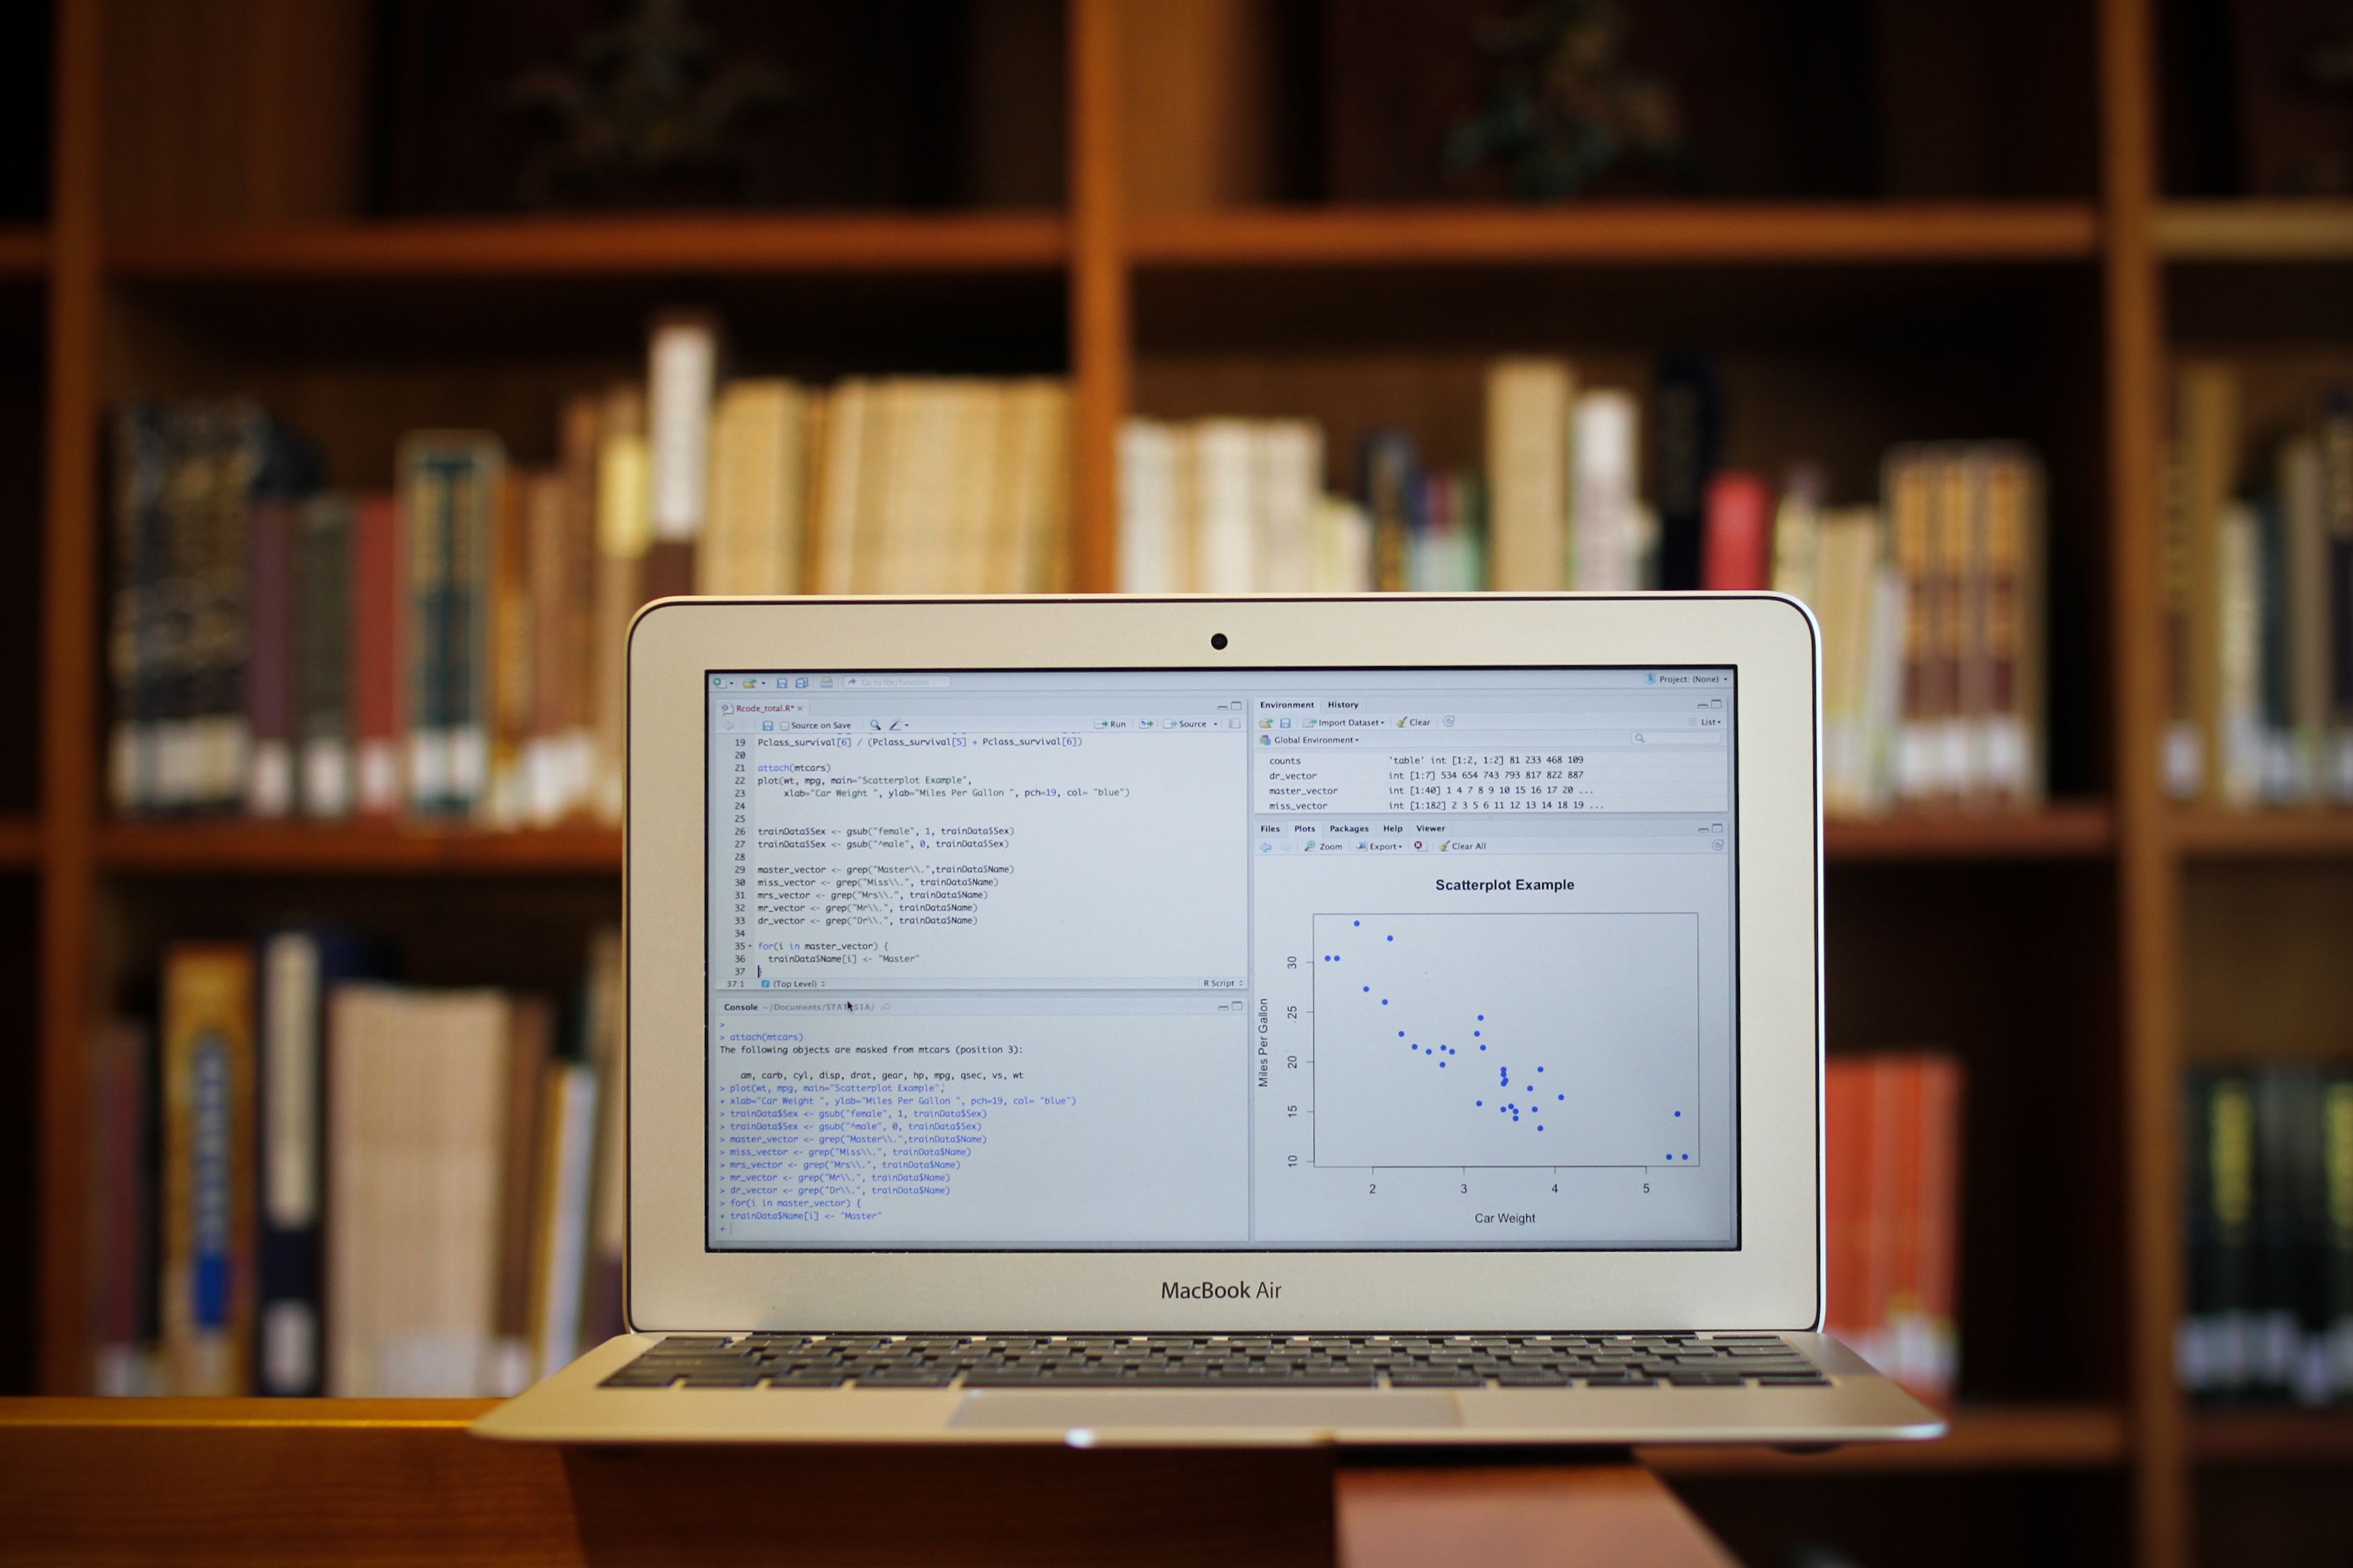 Go to file/function
Project: (None)
Rcode_total.R*
Source on Save
Run
Source
19 Pclass_survival[6] / (Pclass_survival[5] + Pclass_survival[6])
20
21 attach(mtcars)
22 plot(wt, mpg, main="Scatterplot Example",
23 xlab="Car Weight ", ylab="Miles Per Gallon ", pch=19, col= "blue")
24
25
26 trainData$Sex <- gsub("female", 1, trainData$Sex)
27 trainData$Sex <- gsub("^male", 0, trainData$Sex)
28
29 master_vector <- grep("Master\\.",trainData$Name)
30 miss_vector <- grep("Miss\\.", trainData$Name)
31 mrs_vector <- grep("Mrs\\.", trainData$Name)
32 mr_vector <- grep("Mr\\.", trainData$Name)
33 dr_vector <- grep("Dr\\.", trainData$Name)
34
35 for(i in master_vector) {
36 trainData$Name[i] <- "Master"
37 }
37:1 (Top Level) R Script
Console ~/Documents/
>
> attach(mtcars)
The following objects are masked from mtcars (position 3):
am, carb, cyl, disp, drat, gear, hp, mpg, qsec, vs, wt
> plot(wt, mpg, main="Scatterplot Example",
+ xlab="Car Weight ", ylab="Miles Per Gallon ", pch=19, col= "blue")
> trainData$Sex <- gsub("female", 1, trainData$Sex)
> trainData$Sex <- gsub("^male", 0, trainData$Sex)
> master_vector <- grep("Master\\.",trainData$Name)
> miss_vector <- grep("Miss\\.", trainData$Name)
> mrs_vector <- grep("Mrs\\.", trainData$Name)
> mr_vector <- grep("Mr\\.", trainData$Name)
> dr_vector <- grep("Dr\\.", trainData$Name)
> for(i in master_vector) {
+ trainData$Name[i] <- "Master"
+
Environment History
Import Dataset Clear List
Global Environment
counts 'table' int [1:2, 1:2] 81 233 468 109
dr_vector int [1:7] 534 654 743 793 817 822 887
master_vector int [1:40] 1 4 7 8 9 10 15 16 17 20 ...
miss_vector int [1:182] 2 3 5 6 11 12 13 14 18 19 ...
Files Plots Packages Help Viewer
Zoom Export Clear All
Scatterplot Example
Miles Per Gallon
30
25
20
15
10
2 3 4 5
Car Weight
MacBook Air